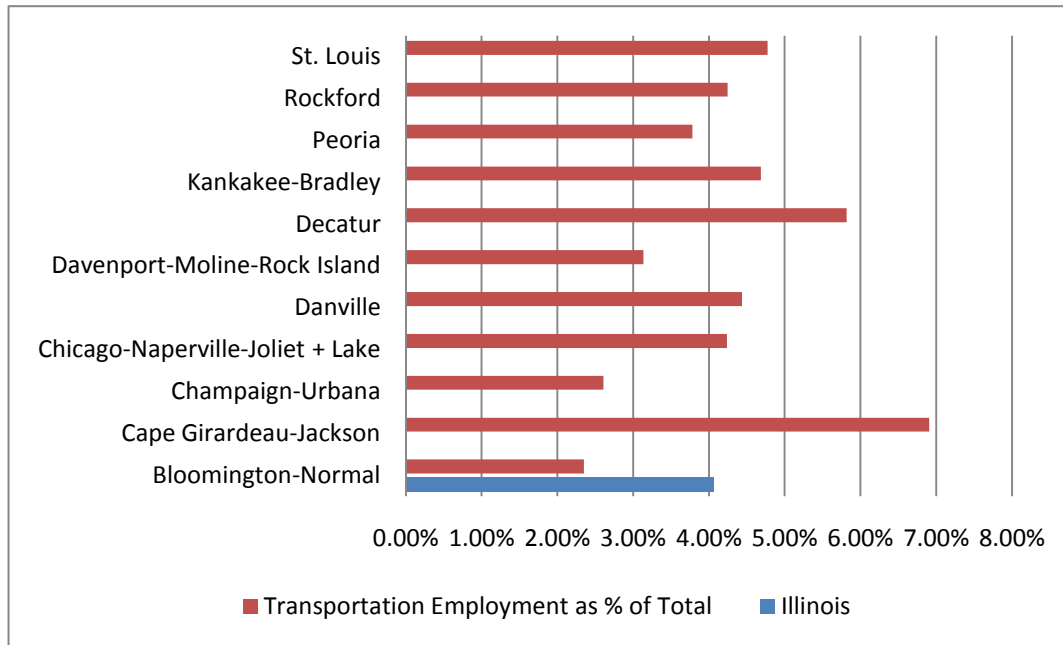 St. Louis
Rockford
Peoria
Kankakee-Bradley
Decatur
Davenport-Moline-Rock Island
Danville
Chicago-Naperville-Joliet + Lake
Champaign-Urbana
Cape Girardeau-Jackson
Bloomington-Normal
0.00% 1.00% 2.00% 3.00% 4.00% 5.00% 6.00% 7.00% 8.00%
Transportation Employment as % of Total Illinois